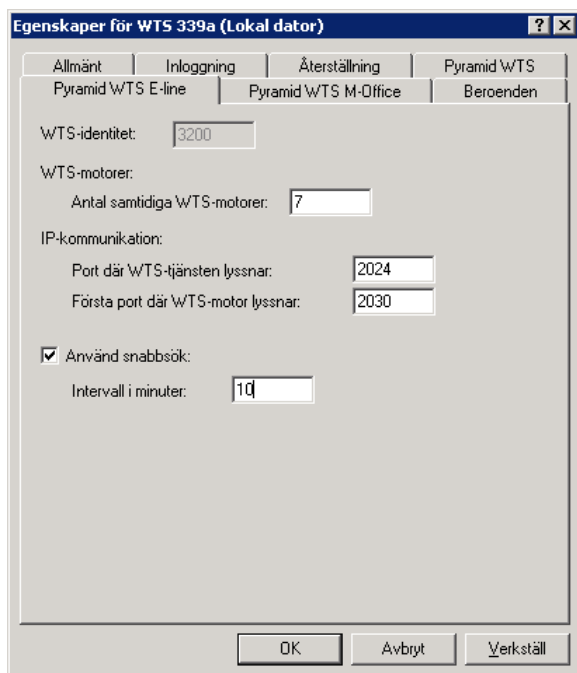 Egenskaper för WTS 339a (Lokal dator)
Allmänt Inloggning Återställning Pyramid WTS
Pyramid WTS E-line Pyramid WTS M-Office Beroenden
WTS-identitet: 3200
WTS-motorer:
Antal samtidiga WTS-motorer: 7
IP-kommunikation:
Port där WTS-tjänsten lyssnar: 2024
Första port där WTS-motor lyssnar: 2030
Använd snabbsök:
Intervall i minuter: 10
OK Avbryt Verkställ